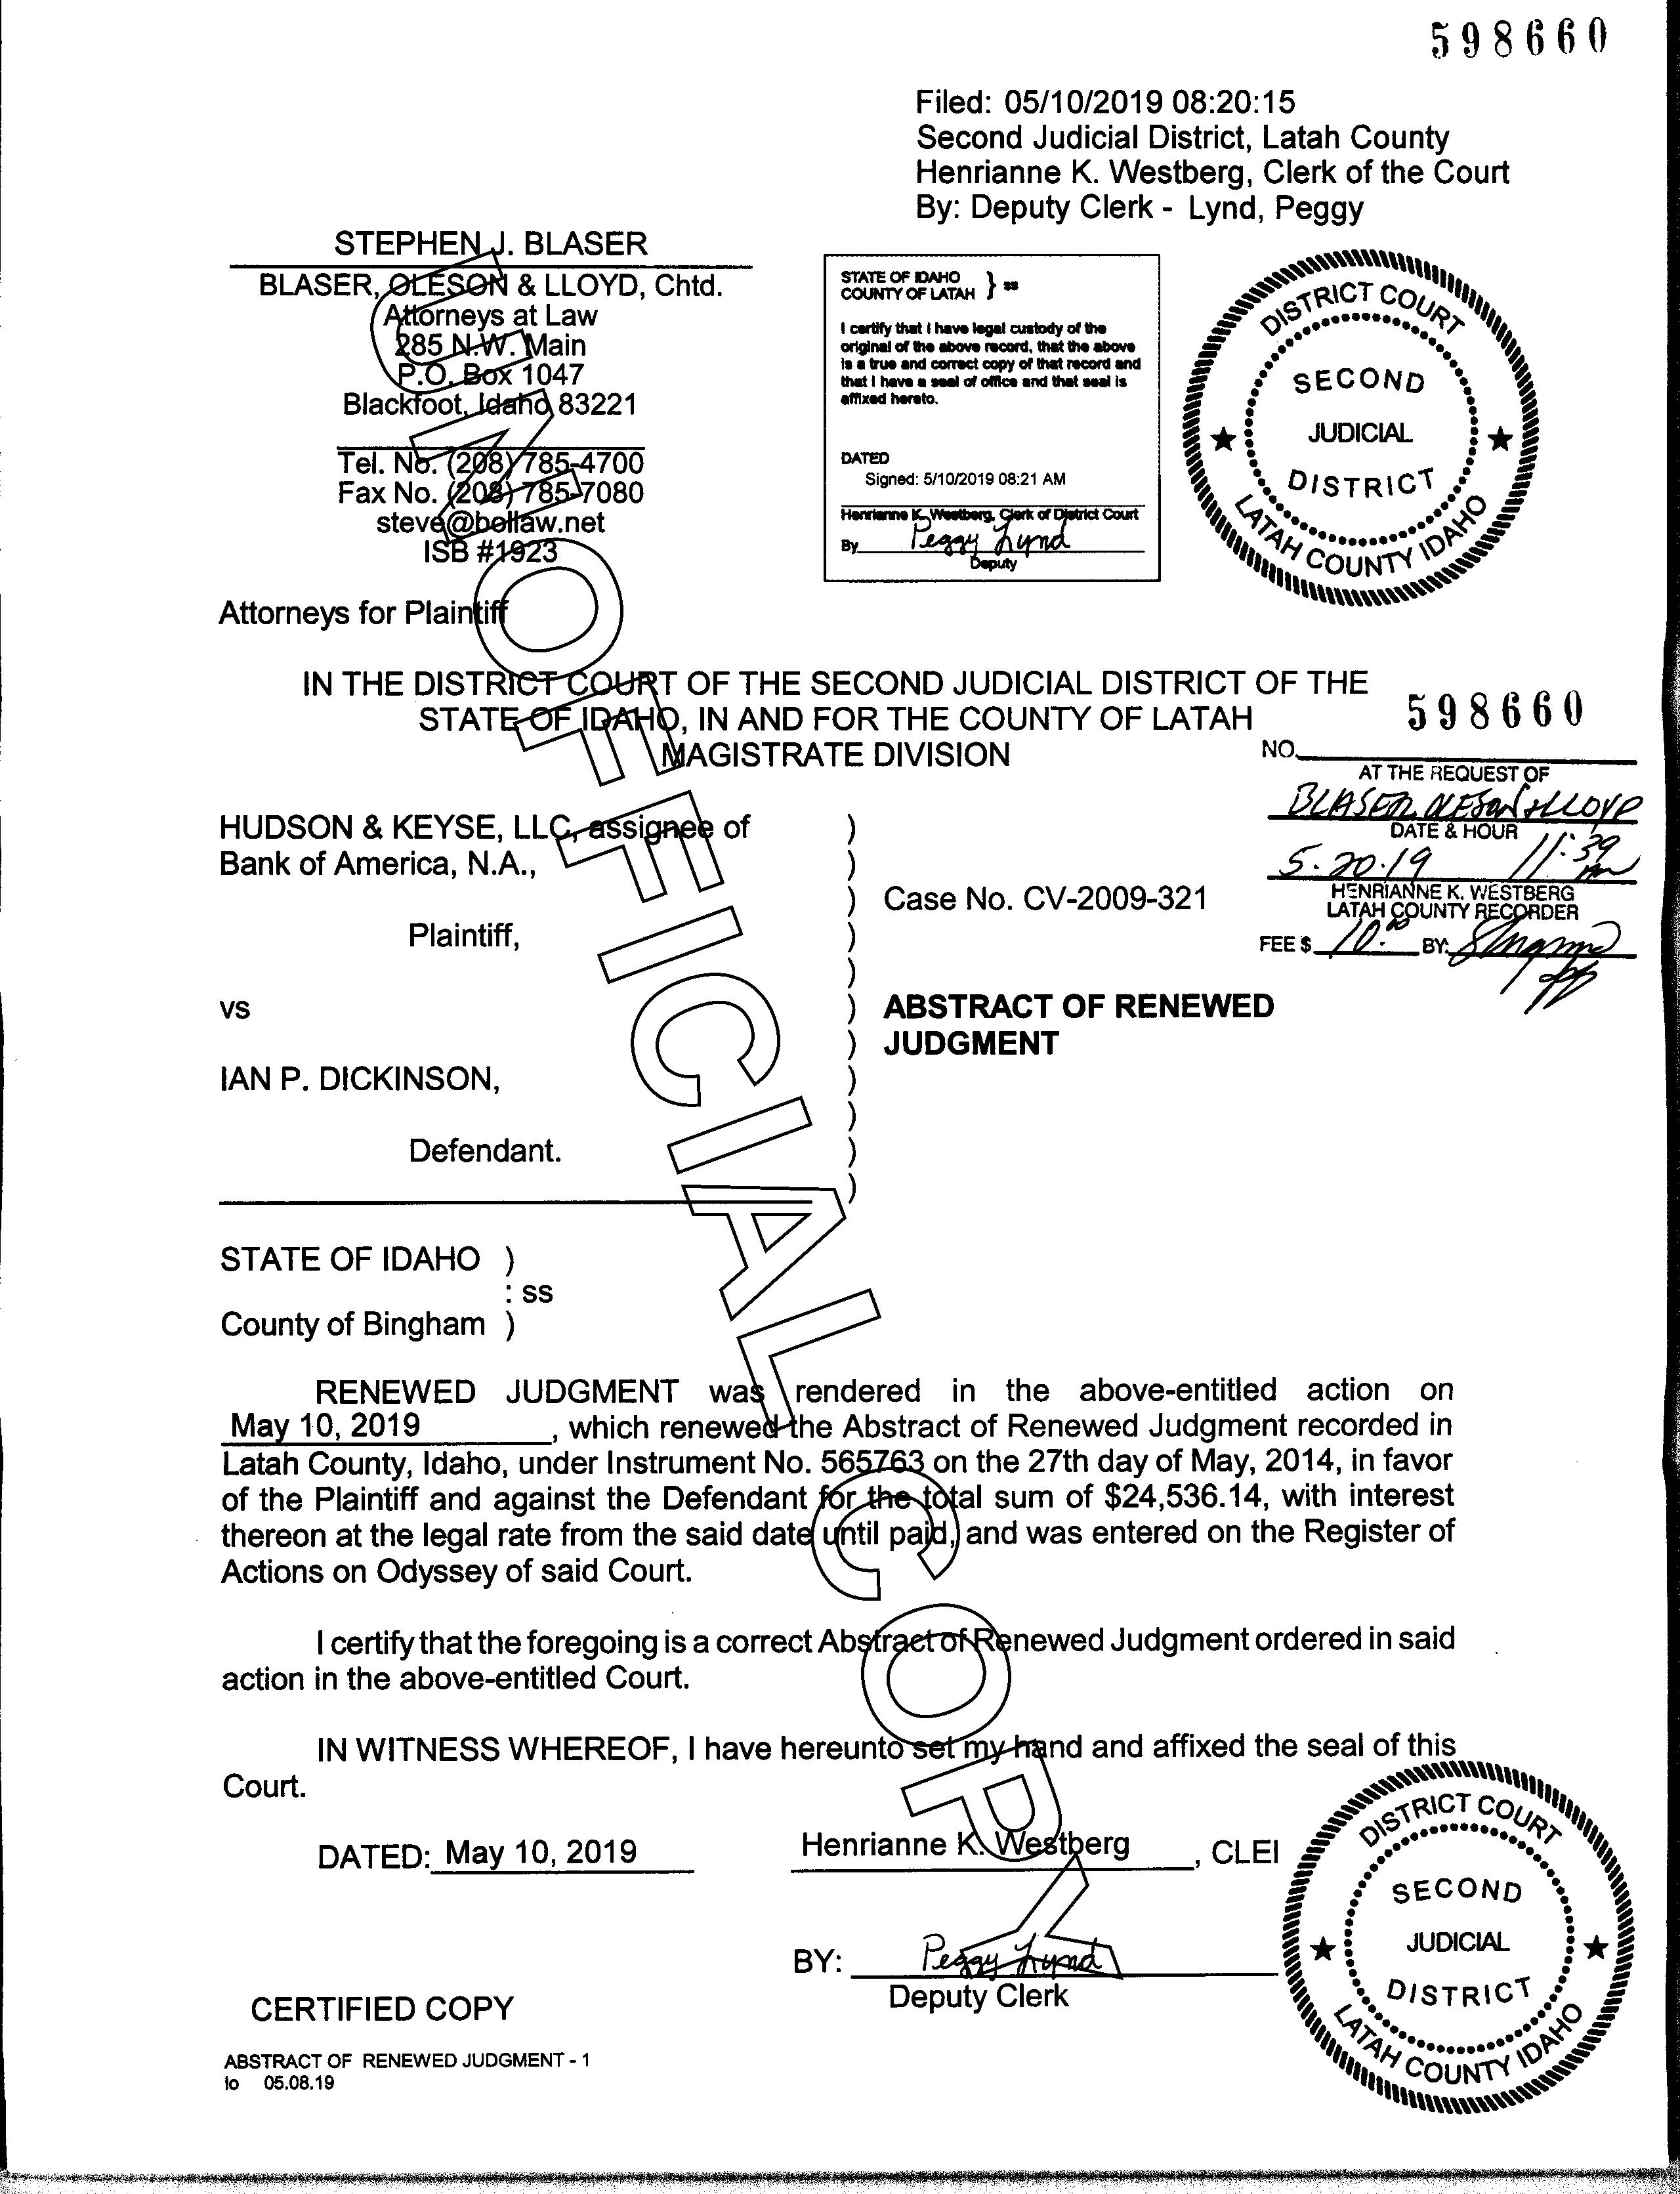 598660
Filed: 05/10/2019 08:20:15
Second Judicial District, Latah County
Henrianne K. Westberg, Clerk of the Court
By: Deputy Clerk - Lynd, Peggy
STEPHEN J. BLASER
BLASER, OLESON & LLOYD, Chtd.
Attorneys at Law
285 N.W. Main
P.O. Box 1047
Blackfoot, Idaho 83221
Tel. No. (208) 785-4700
Fax No. (208) 785-7080
steve@bollaw.net
ISB #1923
Attorneys for Plaintiff
STATE OF IDAHO } ss
COUNTY OF LATAH
I certify that I have legal custody of the
original of the above record, that the above
is a true and correct copy of that record and
that I have a seal of office and that seal is
affixed hereto.
DATED
Signed: 5/10/2019 08:21 AM
Henrianne K. Westberg, Clerk of District Court
By Peggy Lynd
Deputy
DISTRICT COURT
SECOND
JUDICIAL
DISTRICT
LATAH COUNTY IDAHO
IN THE DISTRICT COURT OF THE SECOND JUDICIAL DISTRICT OF THE
STATE OF IDAHO, IN AND FOR THE COUNTY OF LATAH
MAGISTRATE DIVISION
598660
NO.
AT THE REQUEST OF
BLASER OLESON & LLOYD
DATE & HOUR
5.20.19 11:39
HENRIANNE K. WESTBERG
LATAH COUNTY RECORDER
FEE $ 10.00 BY:
HUDSON & KEYSE, LLC, assignee of )
Bank of America, N.A., )
) Case No. CV-2009-321
Plaintiff, )
)
vs ) ABSTRACT OF RENEWED
) JUDGMENT
IAN P. DICKINSON, )
)
Defendant. )
)
STATE OF IDAHO )
: ss
County of Bingham )
RENEWED JUDGMENT was rendered in the above-entitled action on
May 10, 2019, which renewed the Abstract of Renewed Judgment recorded in
Latah County, Idaho, under Instrument No. 565763 on the 27th day of May, 2014, in favor
of the Plaintiff and against the Defendant for the total sum of $24,536.14, with interest
thereon at the legal rate from the said date until paid, and was entered on the Register of
Actions on Odyssey of said Court.
I certify that the foregoing is a correct Abstract of Renewed Judgment ordered in said
action in the above-entitled Court.
IN WITNESS WHEREOF, I have hereunto set my hand and affixed the seal of this
Court.
DATED: May 10, 2019
Henrianne K. Westberg, CLE
BY: Peggy Lynd
Deputy Clerk
DISTRICT COURT
SECOND
JUDICIAL
DISTRICT
LATAH COUNTY IDAHO
CERTIFIED COPY
ABSTRACT OF RENEWED JUDGMENT - 1
lo 05.08.19
UNOFFICIAL COPY